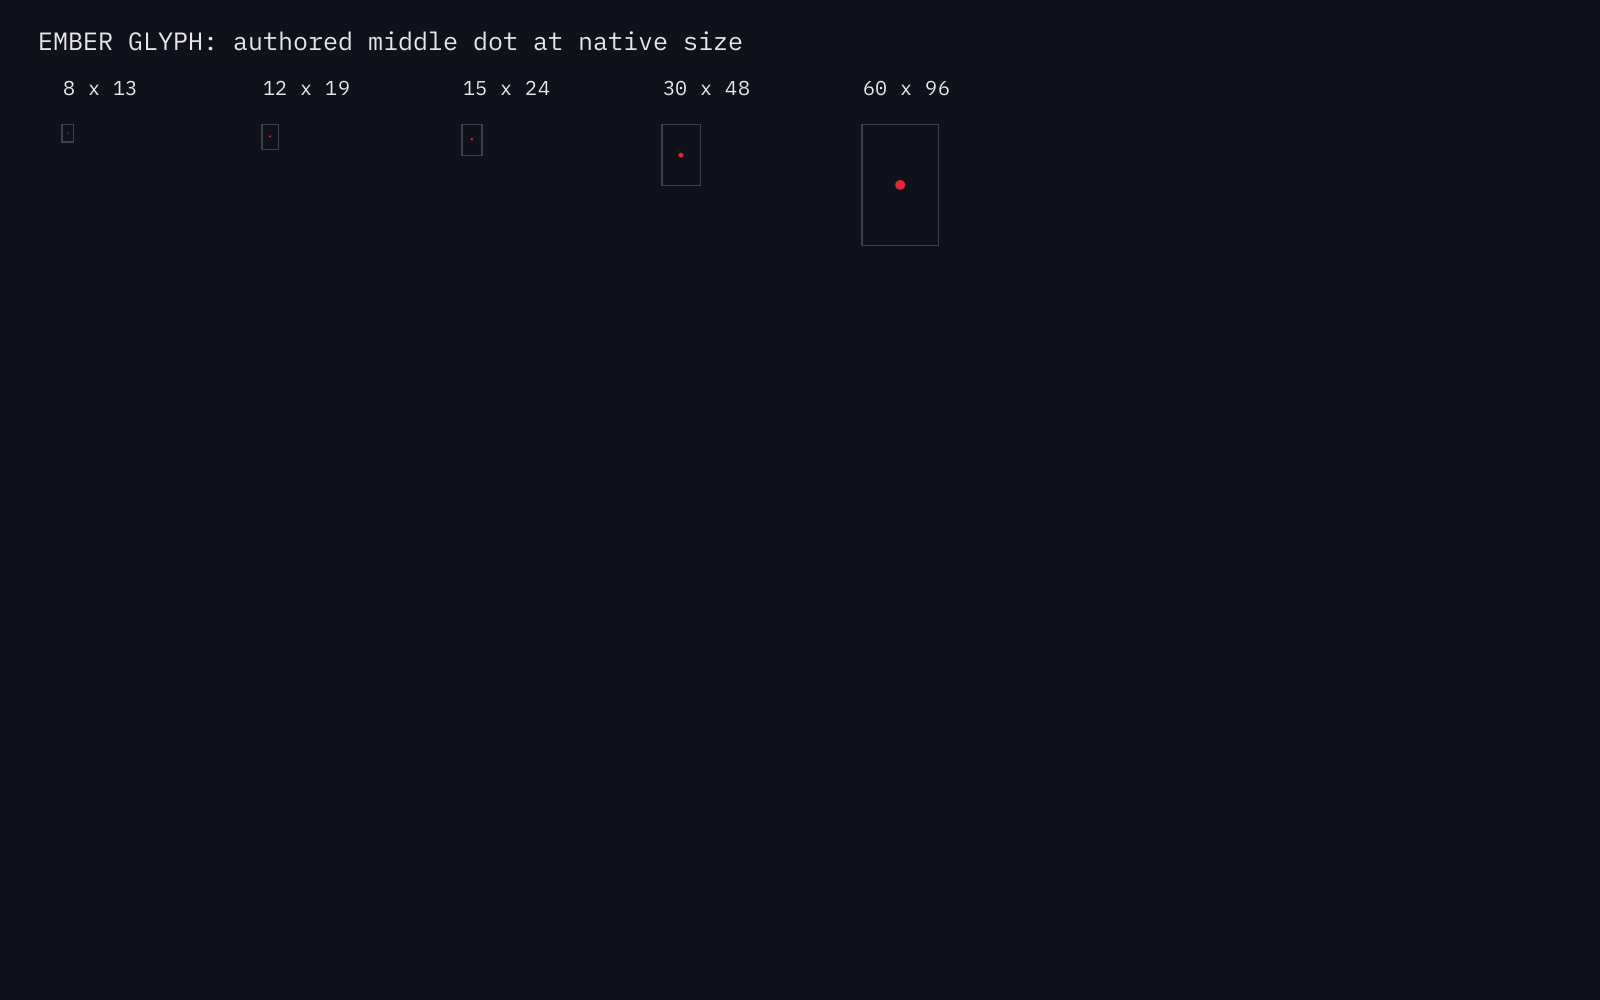 EMBER GLYPH: authored middle dot at native size
8 x 13 12 x 19 15 x 24 30 x 48 60 x 96